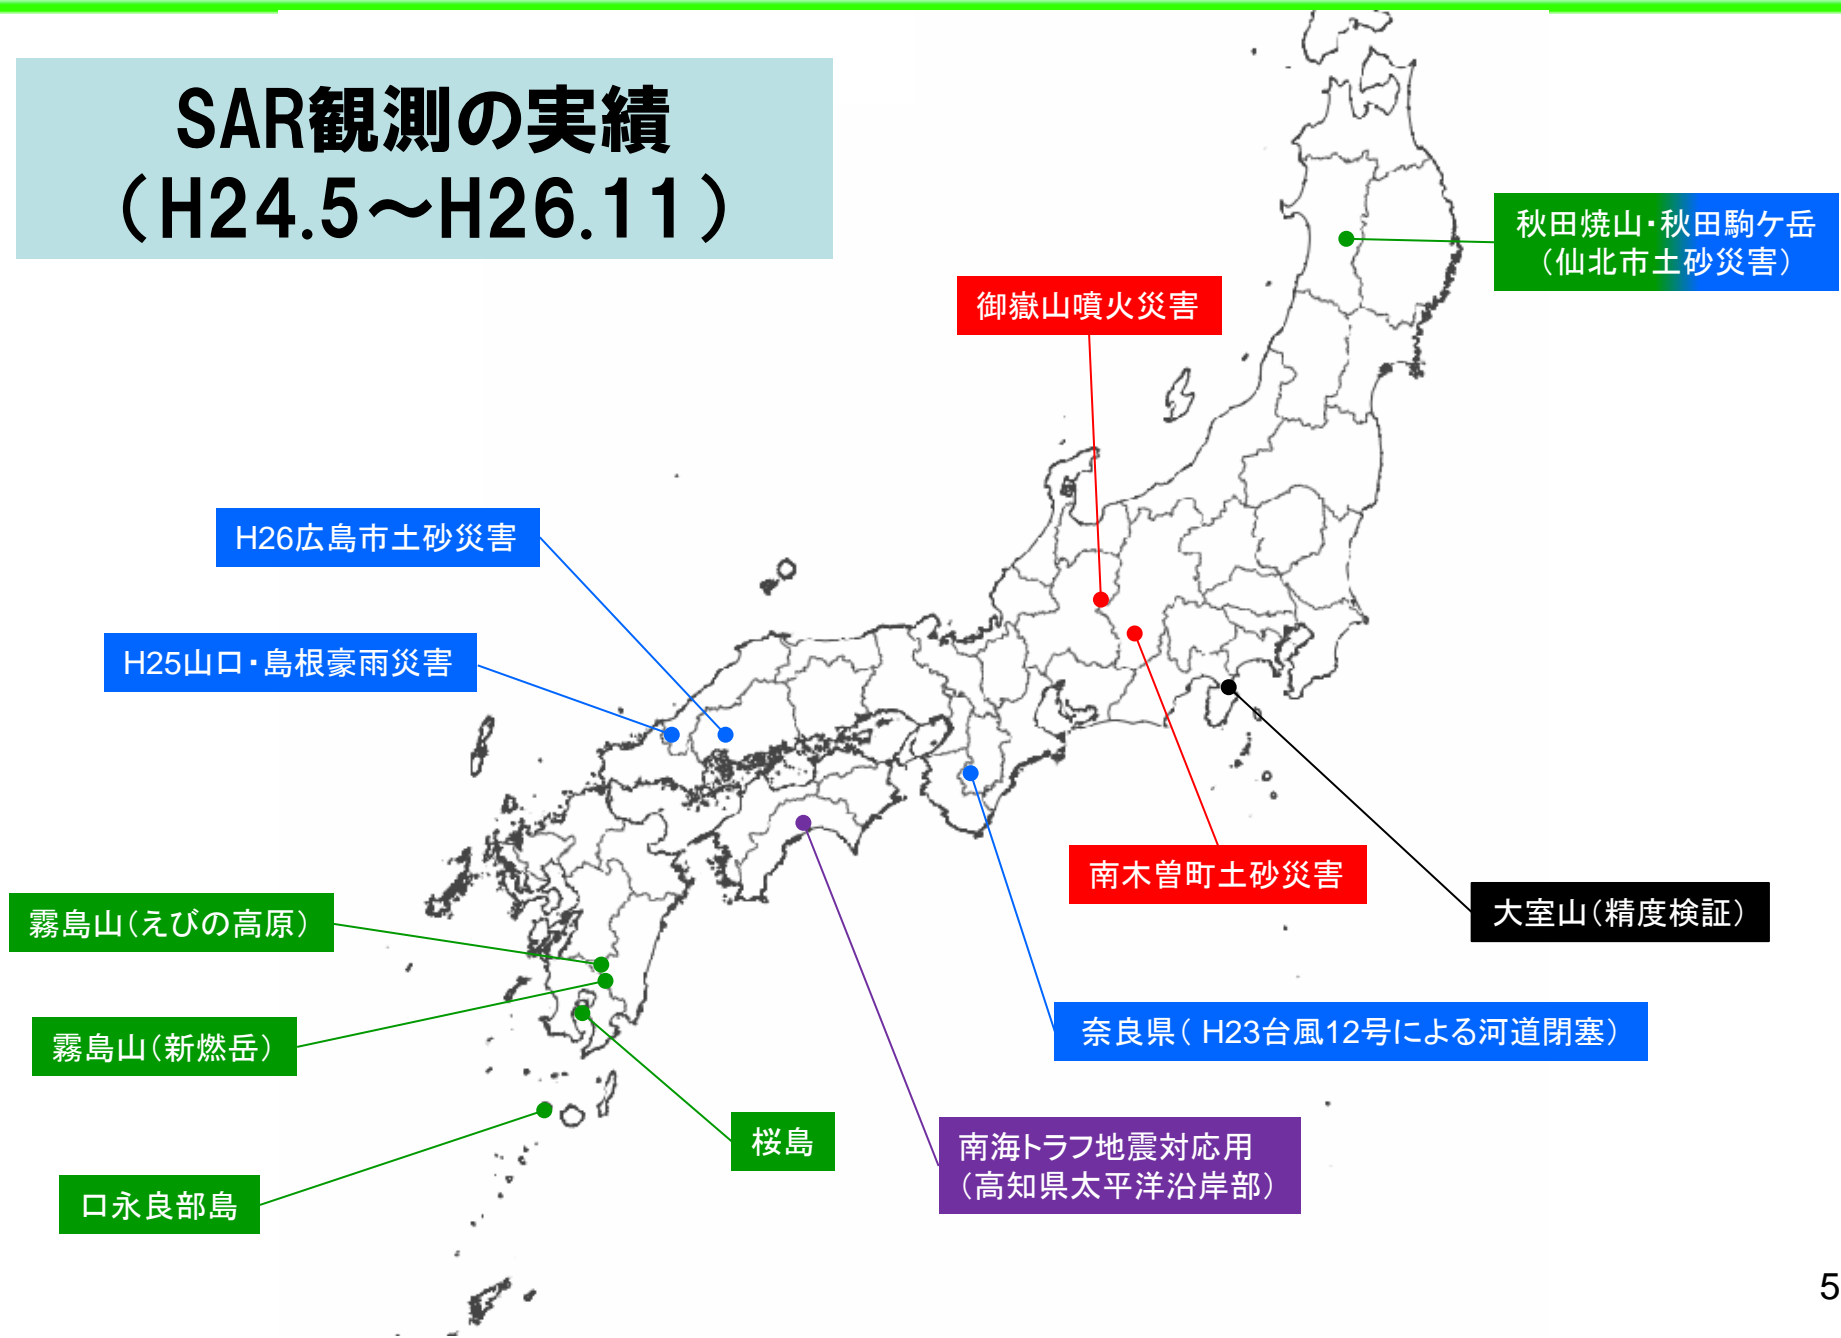 SAR観測の実績
（H24.5～H26.11）
秋田焼山・秋田駒ケ岳
（仙北市土砂災害）
御嶽山噴火災害
H26広島市土砂災害
H25山口・島根豪雨災害
南木曽町土砂災害
大室山（精度検証）
霧島山（えびの高原）
霧島山（新燃岳）
奈良県（ H23台風12号による河道閉塞）
桜島
南海トラフ地震対応用
（高知県太平洋沿岸部）
口永良部島
5